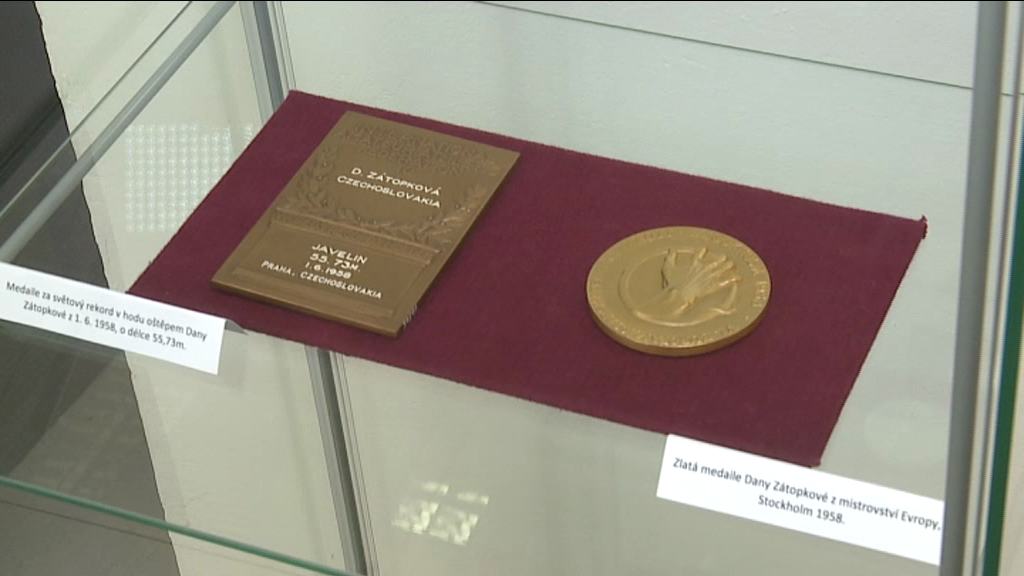 D. ZÁTOPKOVÁ
CZECHOSLOVAKIA
JAVELIN
55.73M.
1.6.1958
PRAHA, CZECHOSLOVAKIA
Medaile za světový rekord v hodu oštěpem Dany
Zátopkové z 1. 6. 1958, o délce 55,73m.
Zlatá medaile Dany Zátopkové z mistrovství Evropy,
Stockholm 1958.